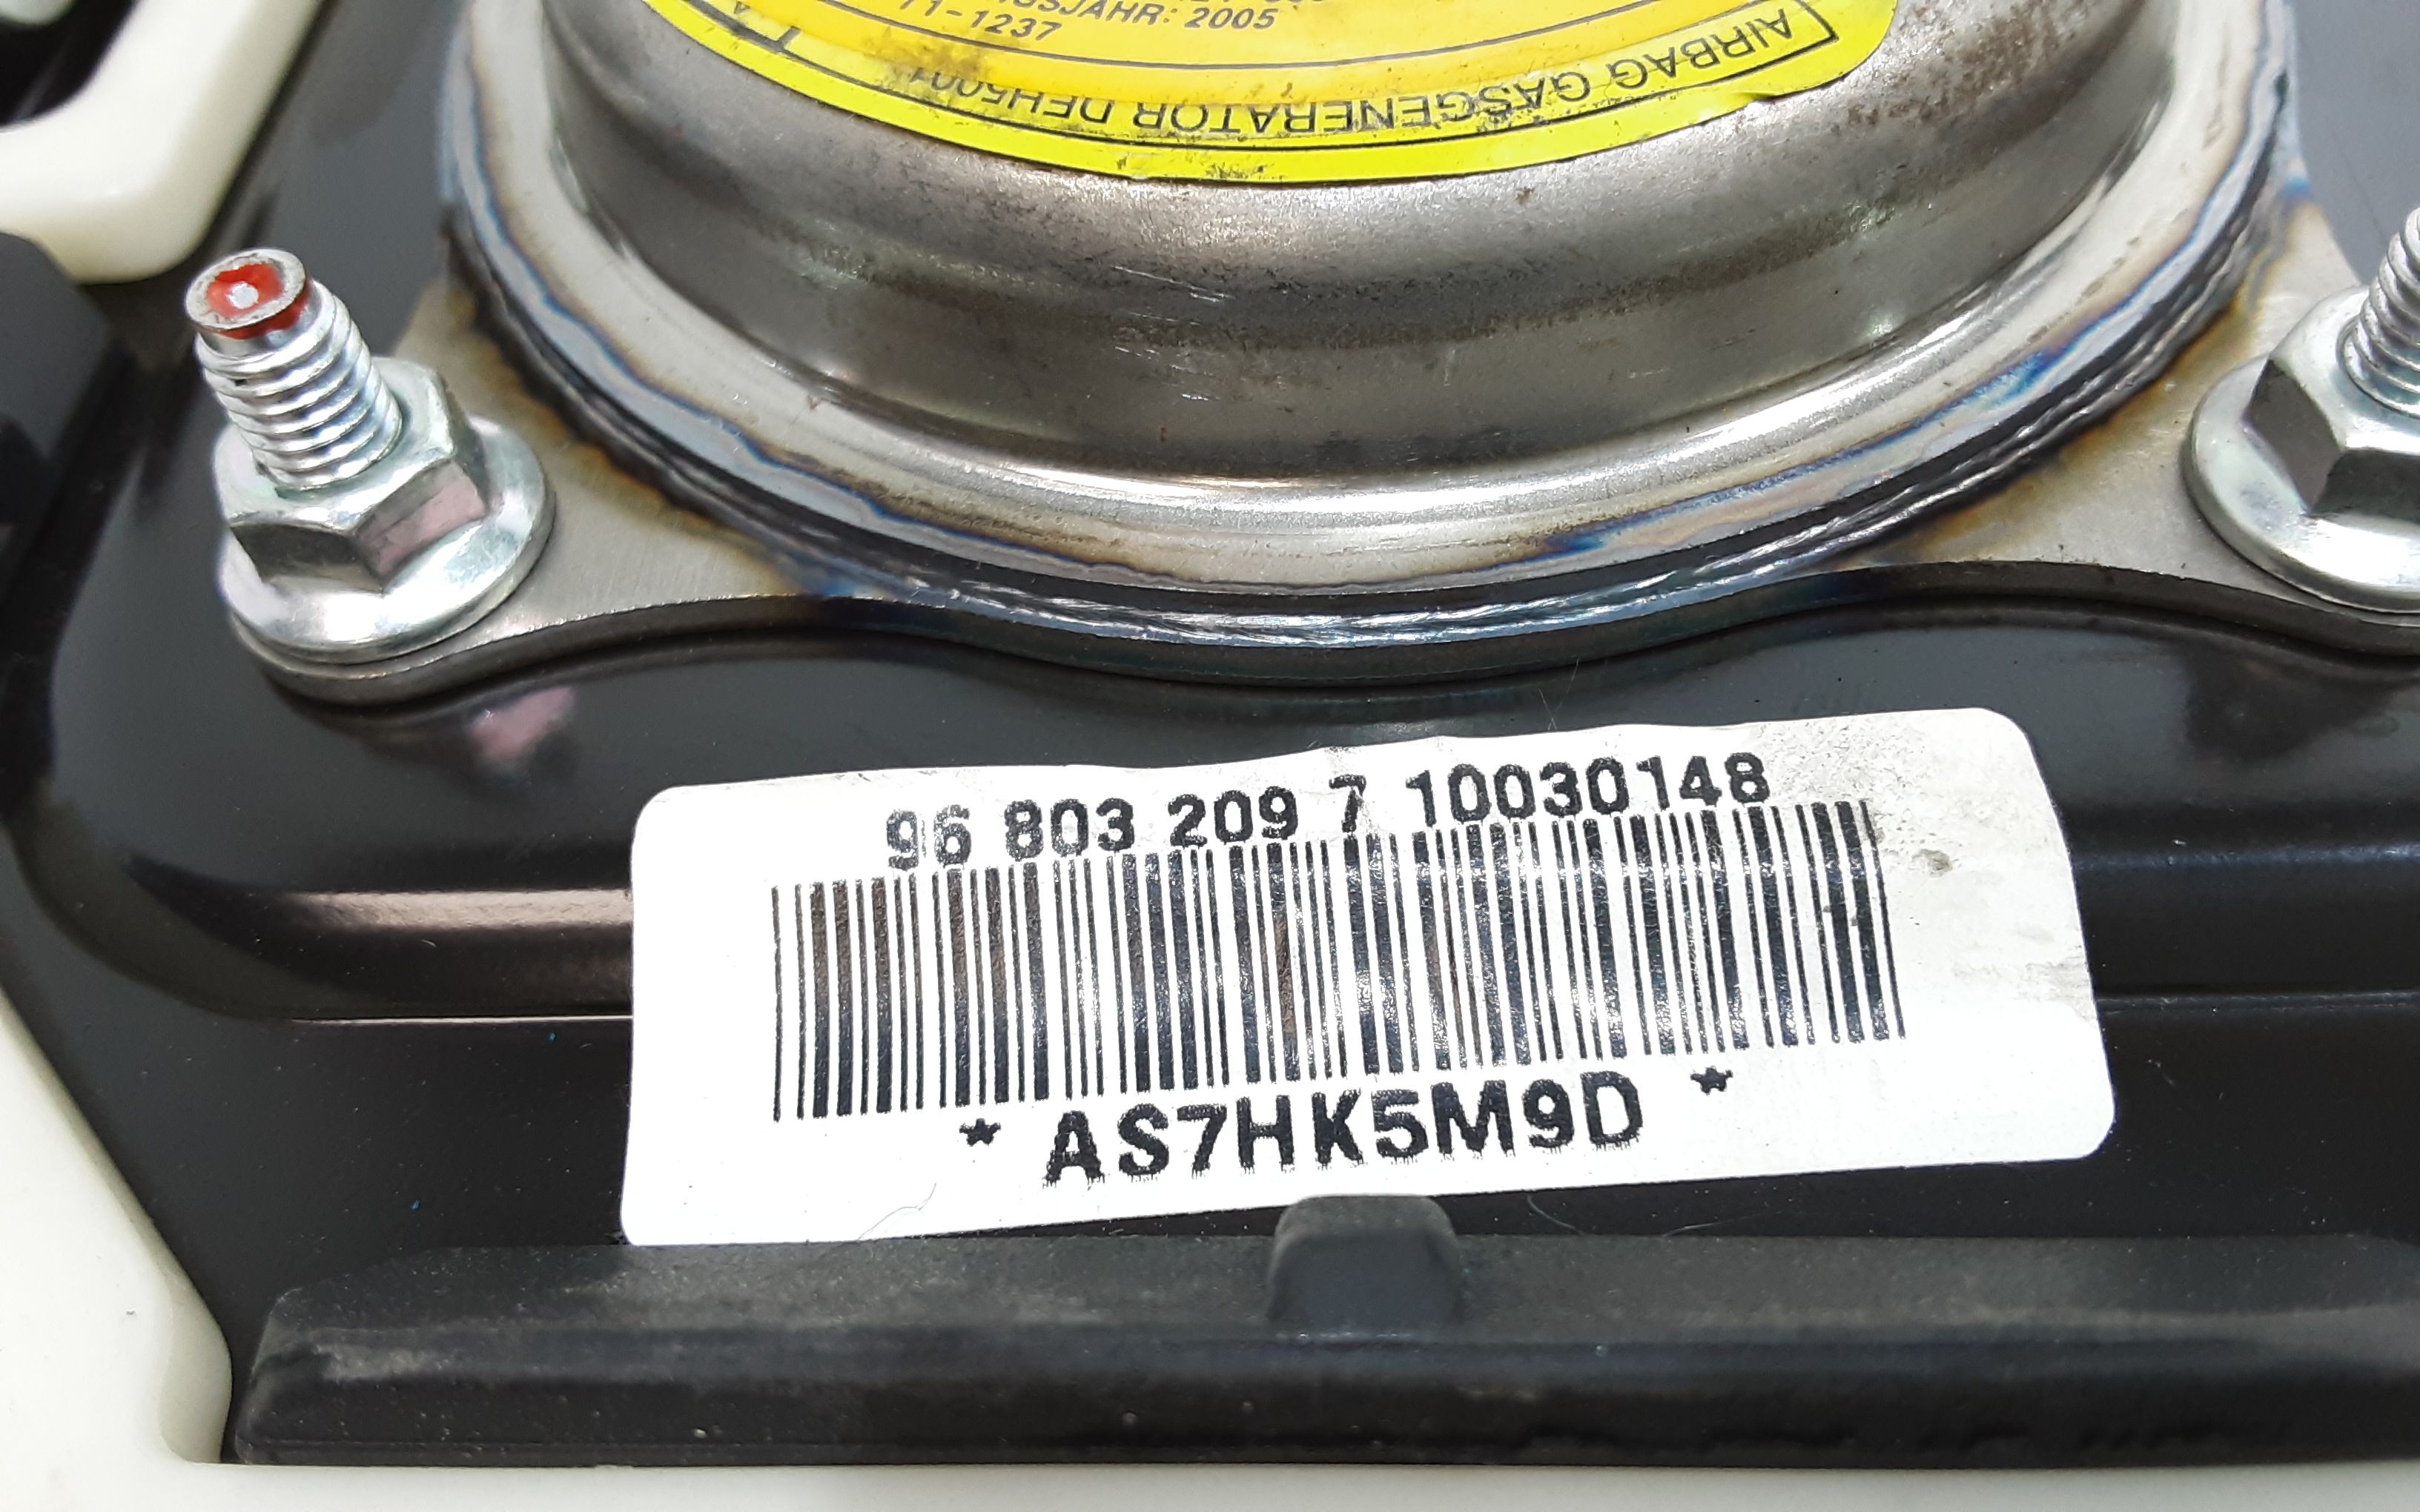 JAHR: 2005
11-1237
AIRBAG GASGENERATOR DEH5001
96 803 209 7 10030148
* AS7HK5M9D *